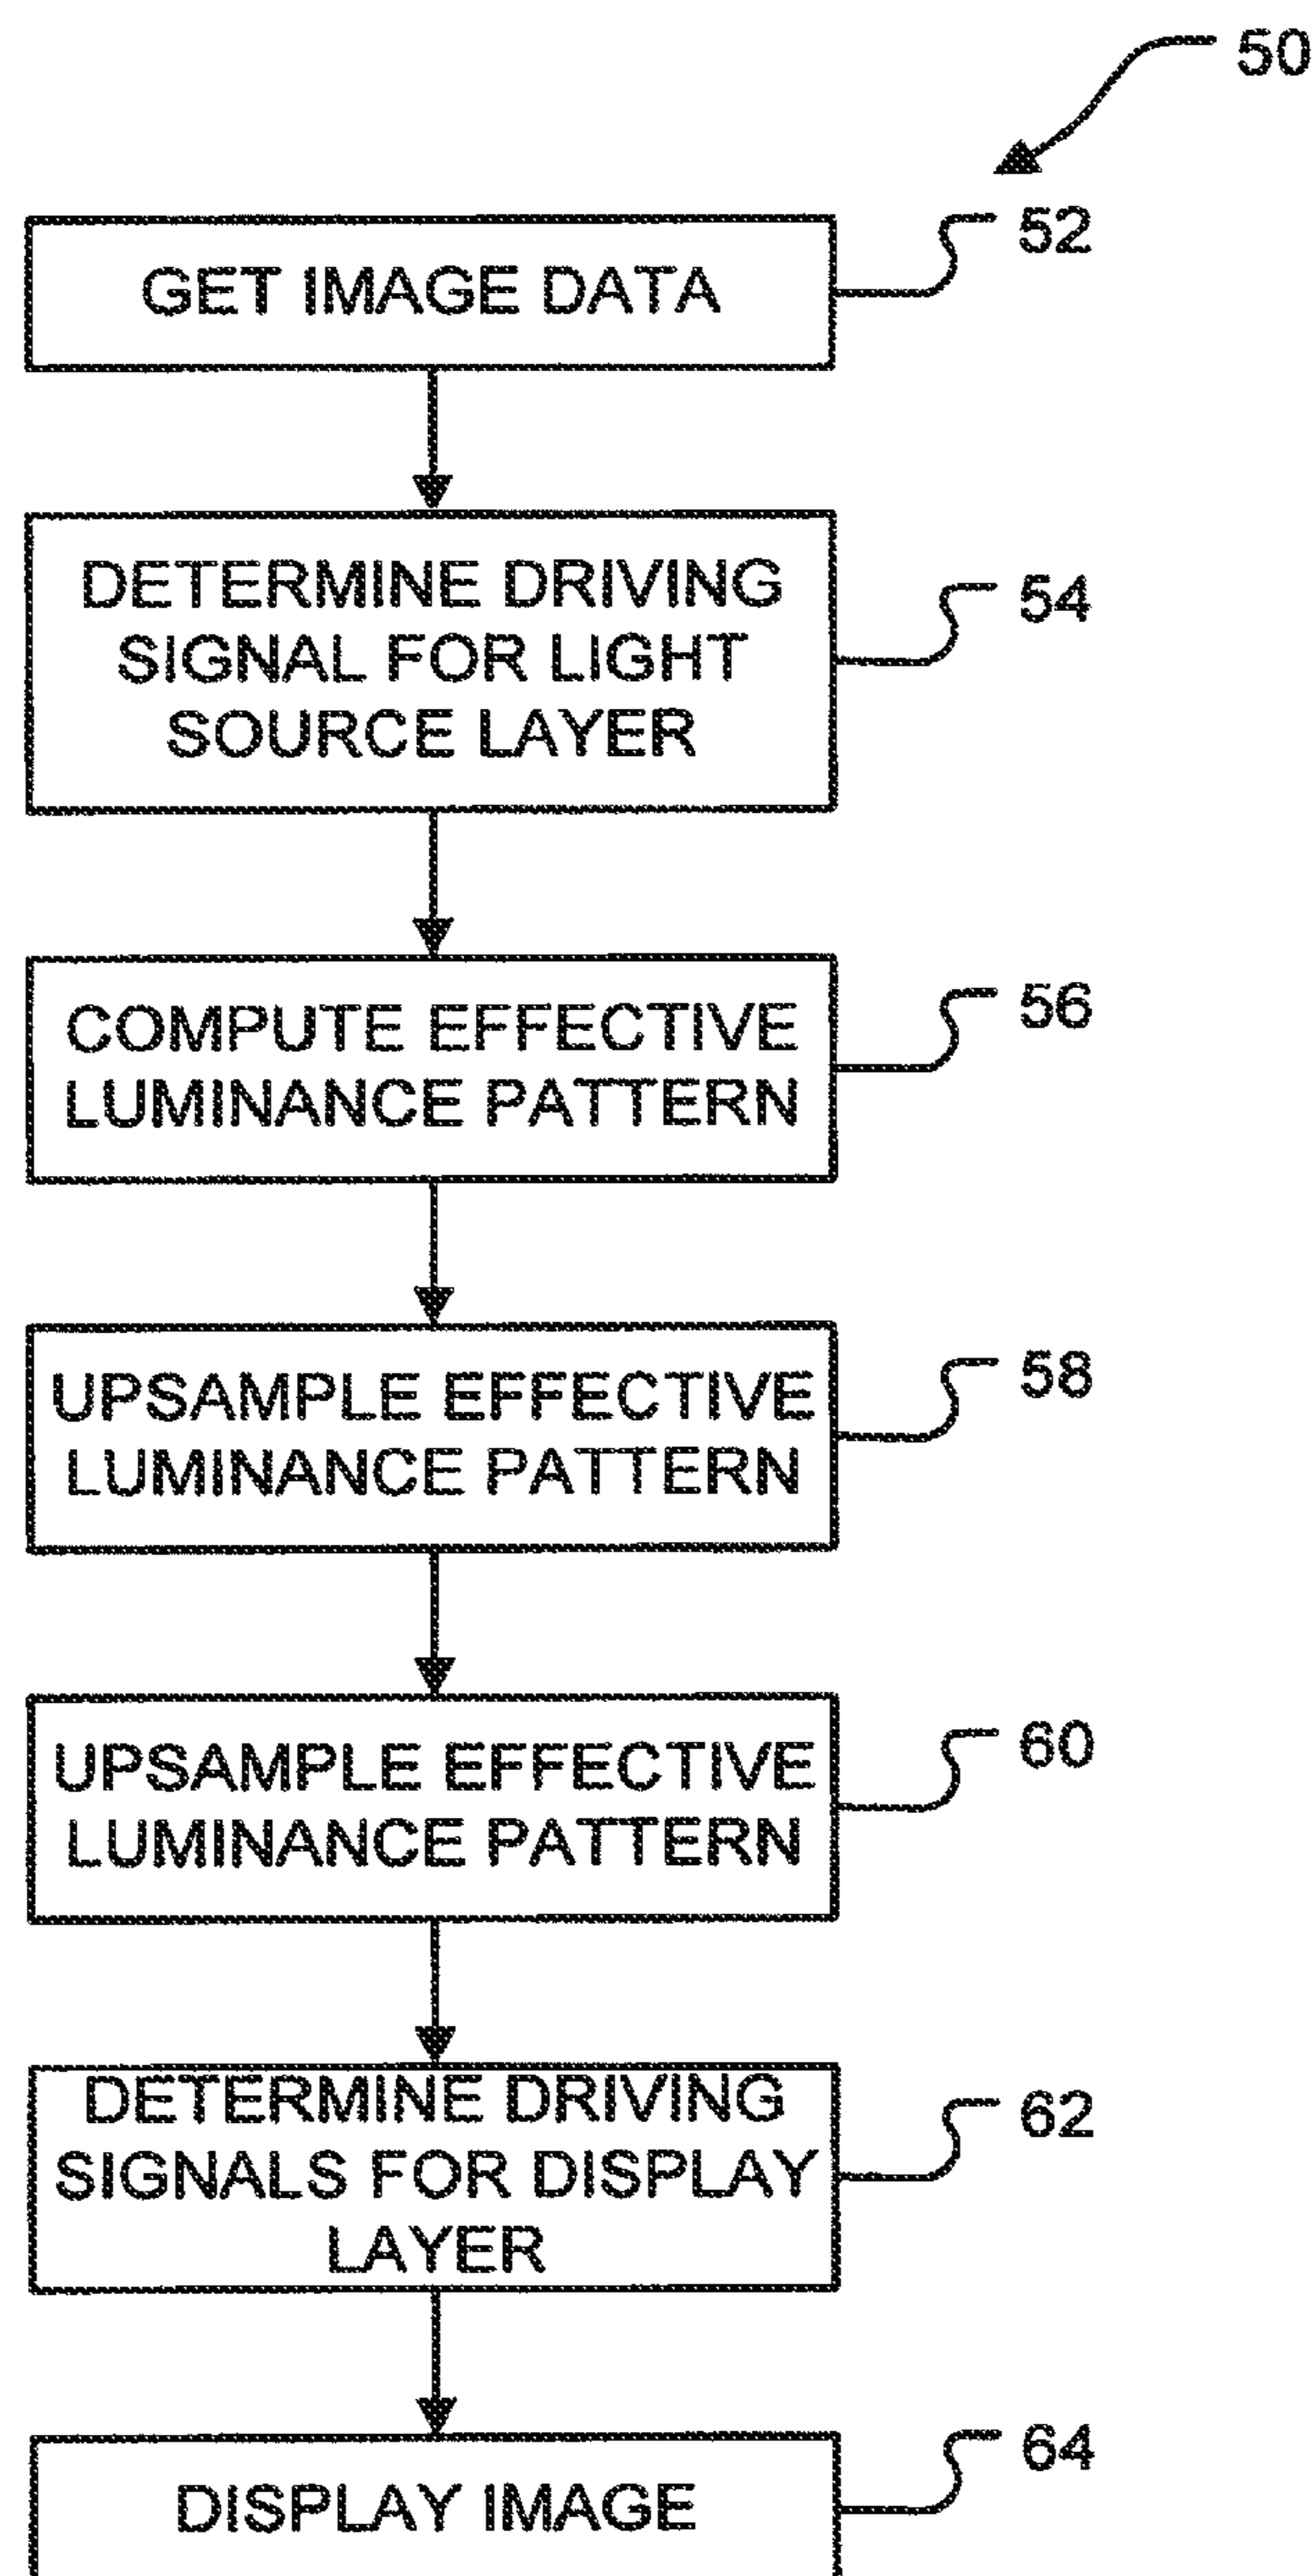 50
GET IMAGE DATA
52
DETERMINE DRIVING
SIGNAL FOR LIGHT
SOURCE LAYER
54
COMPUTE EFFECTIVE
LUMINANCE PATTERN
56
UPSAMPLE EFFECTIVE
LUMINANCE PATTERN
58
UPSAMPLE EFFECTIVE
LUMINANCE PATTERN
60
DETERMINE DRIVING
SIGNALS FOR DISPLAY
LAYER
62
DISPLAY IMAGE
64